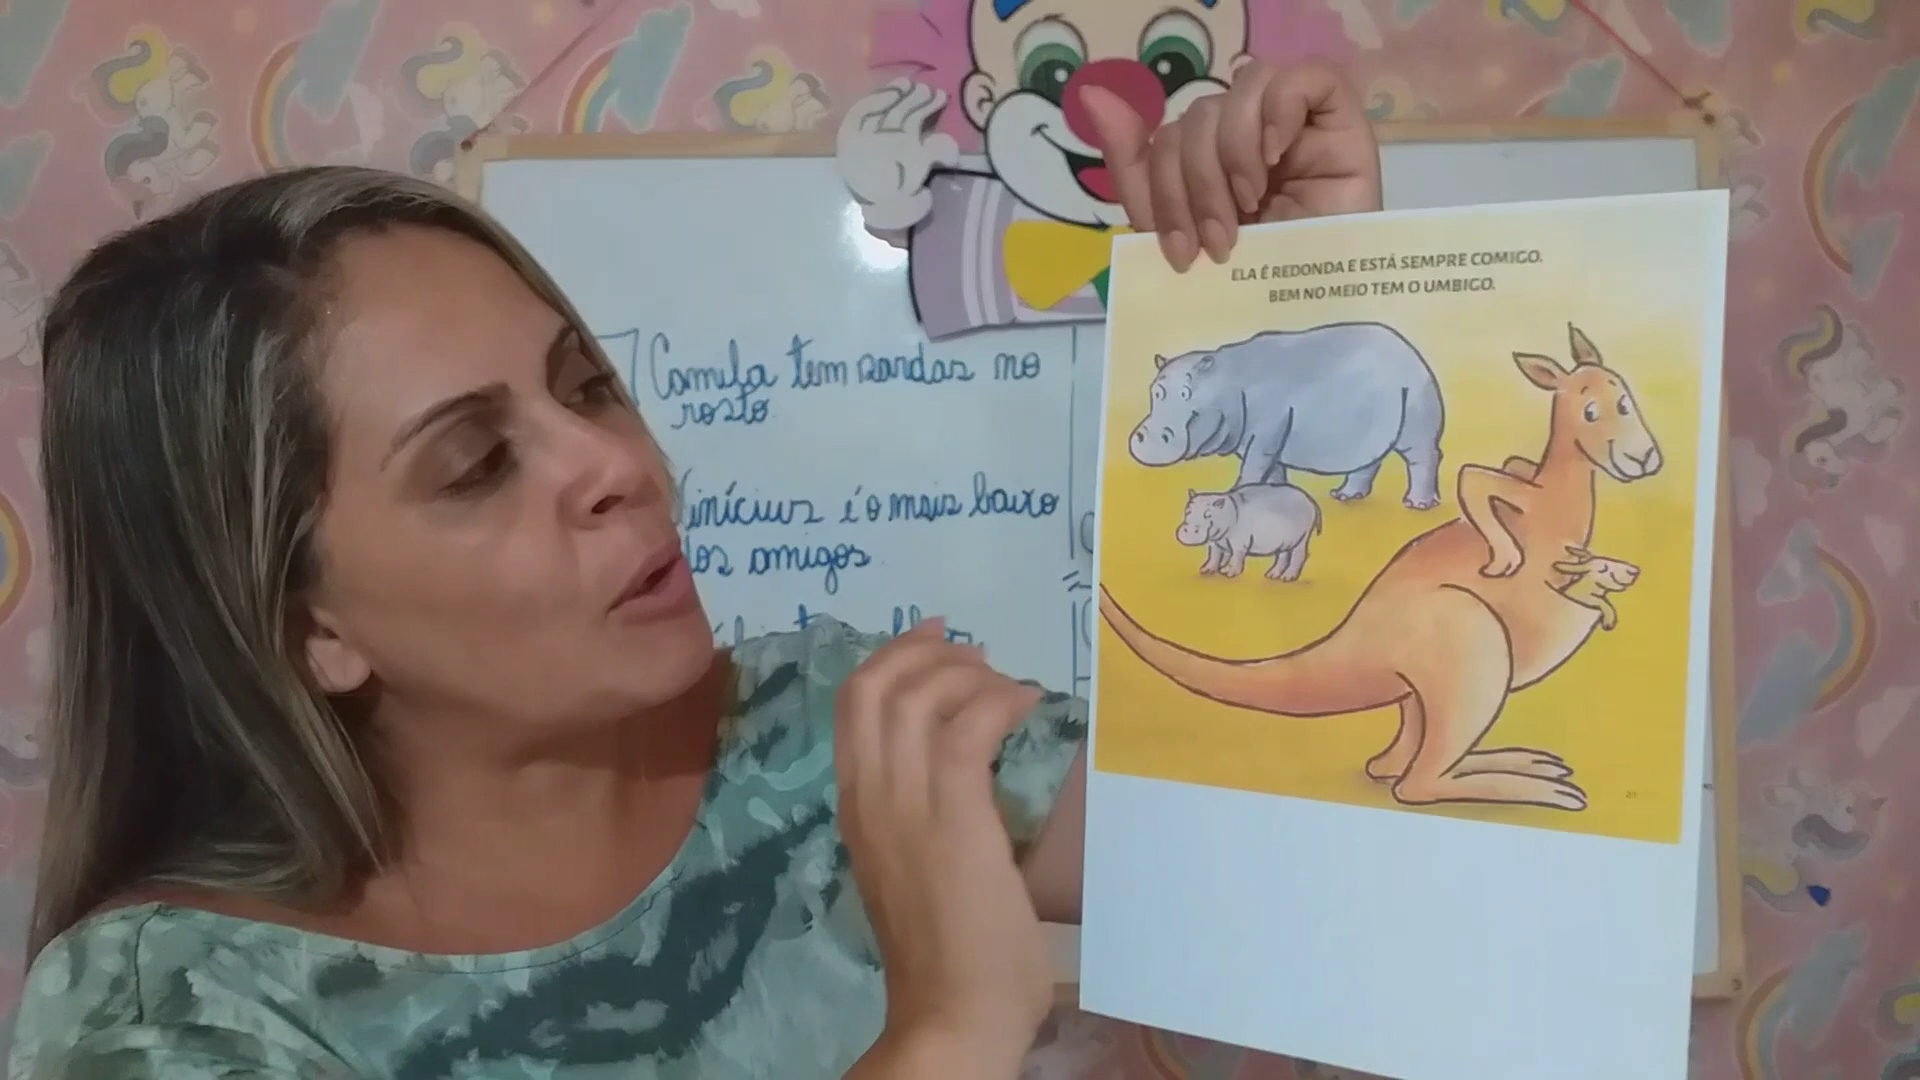 ELA É REDONDA E ESTÁ SEMPRE COMIGO.
BEM NO MEIO TEM O UMBIGO.
21
Camila tem sardas no
rosto.
Vinícius é o mais baixo
dos amigos.